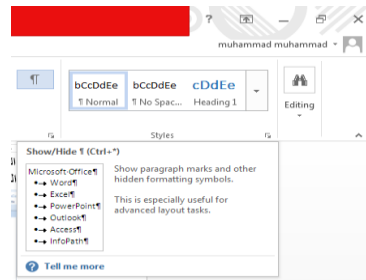 ?
muhammad muhammad
¶
bCcDdEe bCcDdEe cDdEe
¶ Normal ¶ No Spac... Heading 1
Editing
Styles
Show/Hide ¶ (Ctrl+*)
Microsoft·Office¶
•→ Word¶
•→ Excel¶
•→ PowerPoint¶
•→ Outlook¶
•→ Access¶
•→ InfoPath¶
Show paragraph marks and other
hidden formatting symbols.
This is especially useful for
advanced layout tasks.
? Tell me more